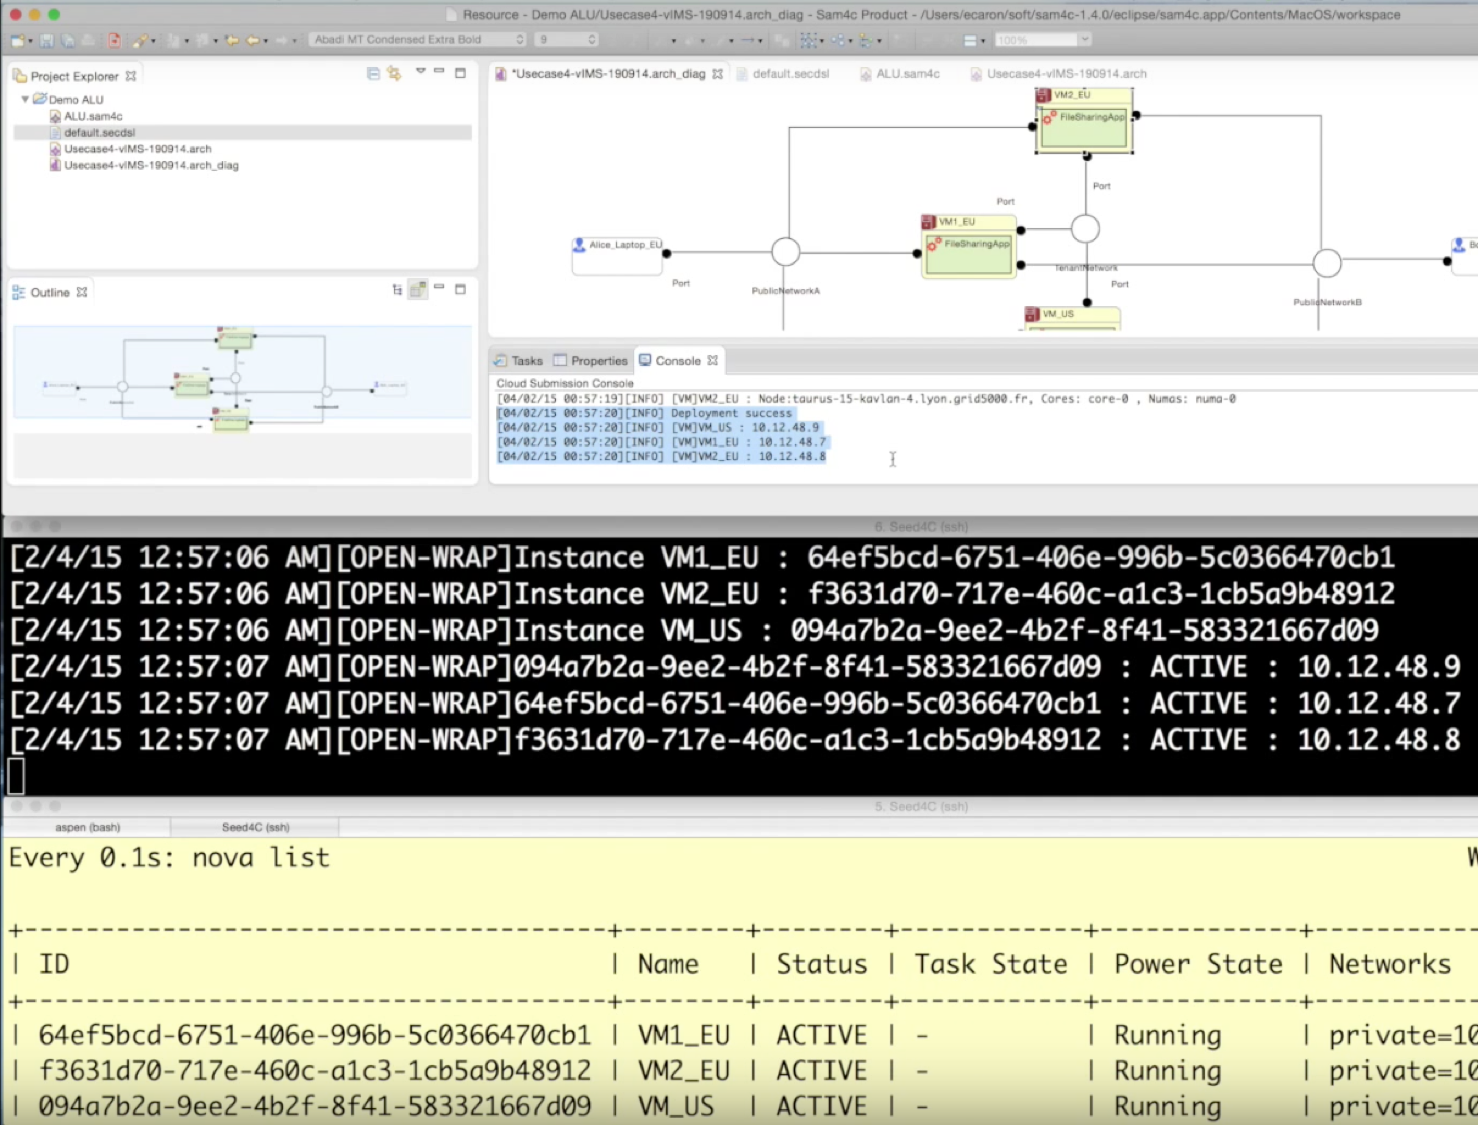 Resource - Demo ALU/Usecase4-vIMS-190914.arch_diag - Sam4c Product - /Users/ecaron/soft/sam4c-1.4.0/eclipse/sam4c.app/Contents/MacOS/workspace
Abadi MT Condensed Extra Bold 9 100%
Project Explorer
Demo ALU
ALU.sam4c
default.secdsl
Usecase4-vIMS-190914.arch
Usecase4-vIMS-190914.arch_diag
Outline
*Usecase4-vIMS-190914.arch_diag default.secdsl ALU.sam4c Usecase4-vIMS-190914.arch
VM2_EU
FileSharingApp
Port
Port
VM1_EU
FileSharingApp
Alice_Laptop_EU
Port
PublicNetworkA
TenantNetwork
Port
PublicNetworkB
VM_US
Tasks Properties Console
Cloud Submission Console
[04/02/15 00:57:19][INFO] [VM]VM2_EU : Node:taurus-15-kavlan-4.lyon.grid5000.fr, Cores: core-0 , Numas: numa-0
[04/02/15 00:57:20][INFO] Deployment success
[04/02/15 00:57:20][INFO] [VM]VM_US : 10.12.48.9
[04/02/15 00:57:20][INFO] [VM]VM1_EU : 10.12.48.7
[04/02/15 00:57:20][INFO] [VM]VM2_EU : 10.12.48.8
6. Seed4C (ssh)
[2/4/15 12:57:06 AM][OPEN-WRAP]Instance VM1_EU : 64ef5bcd-6751-406e-996b-5c0366470cb1
[2/4/15 12:57:06 AM][OPEN-WRAP]Instance VM2_EU : f3631d70-717e-460c-a1c3-1cb5a9b48912
[2/4/15 12:57:06 AM][OPEN-WRAP]Instance VM_US : 094a7b2a-9ee2-4b2f-8f41-583321667d09
[2/4/15 12:57:07 AM][OPEN-WRAP]094a7b2a-9ee2-4b2f-8f41-583321667d09 : ACTIVE : 10.12.48.9
[2/4/15 12:57:07 AM][OPEN-WRAP]64ef5bcd-6751-406e-996b-5c0366470cb1 : ACTIVE : 10.12.48.7
[2/4/15 12:57:07 AM][OPEN-WRAP]f3631d70-717e-460c-a1c3-1cb5a9b48912 : ACTIVE : 10.12.48.8
5. Seed4C (ssh)
aspen (bash) Seed4C (ssh)
Every 0.1s: nova list
| ID | Name | Status | Task State | Power State | Networks
| 64ef5bcd-6751-406e-996b-5c0366470cb1 | VM1_EU | ACTIVE | - | Running | private=10
| f3631d70-717e-460c-a1c3-1cb5a9b48912 | VM2_EU | ACTIVE | - | Running | private=10
| 094a7b2a-9ee2-4b2f-8f41-583321667d09 | VM_US | ACTIVE | - | Running | private=10